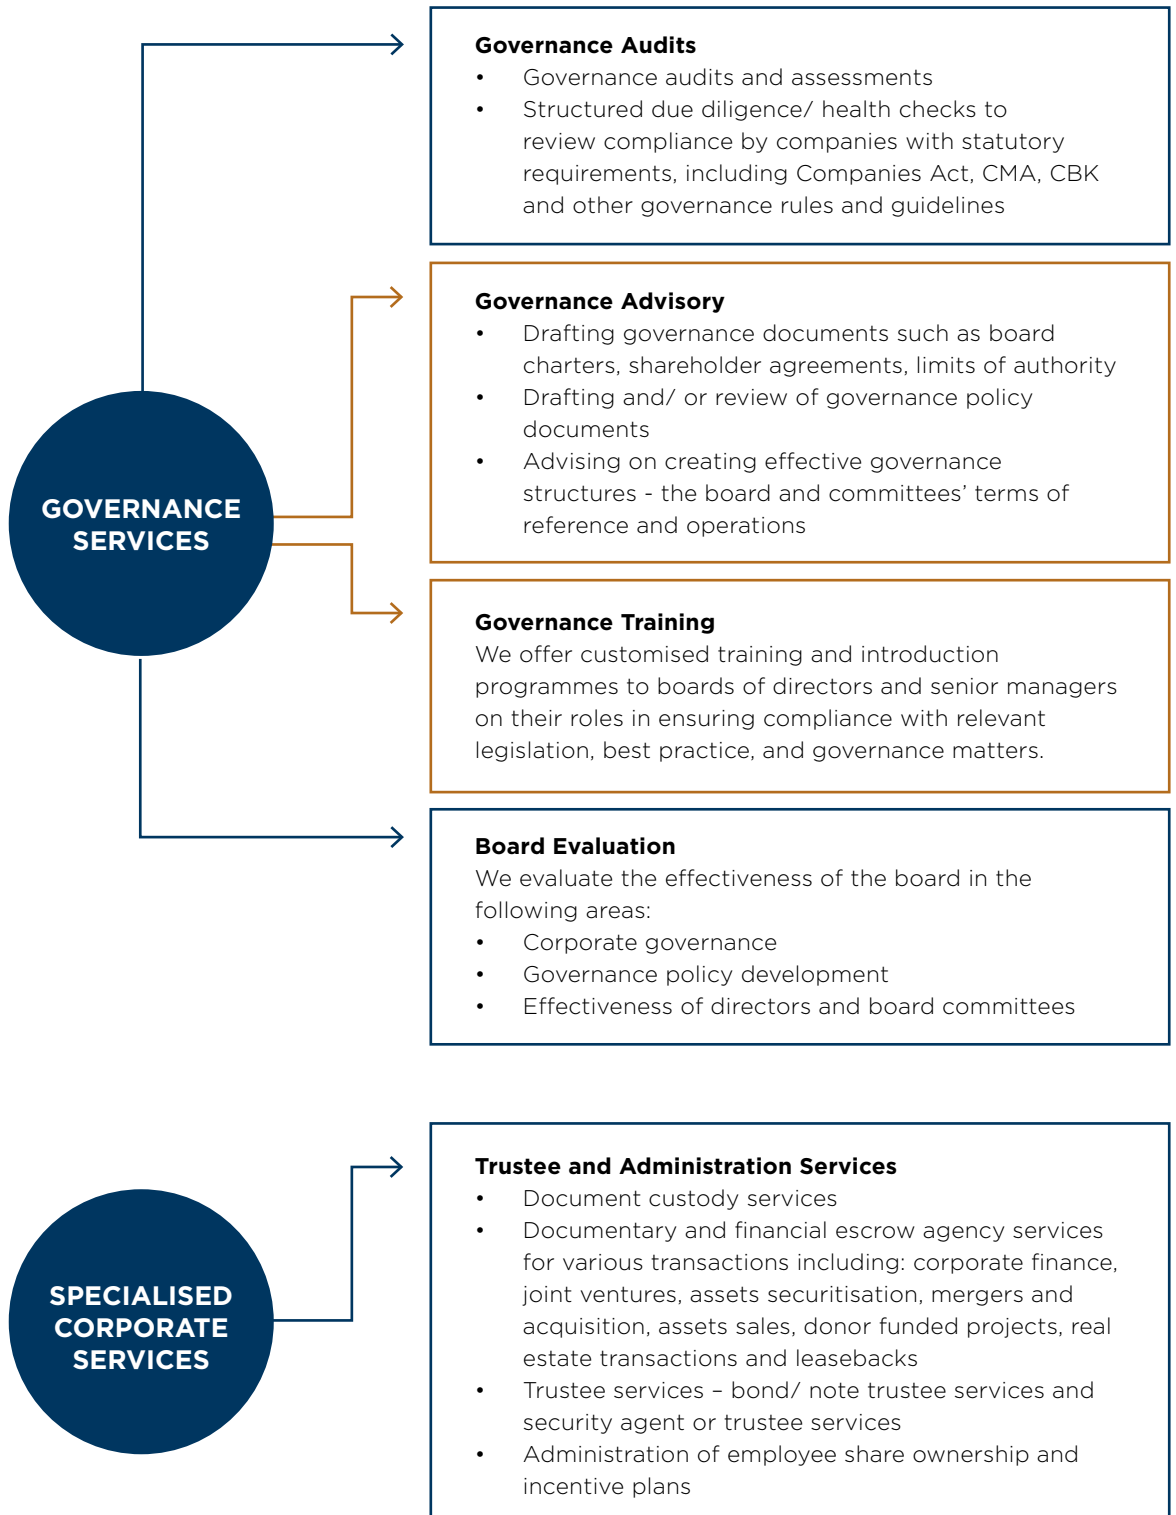 Governance Audits
• Governance audits and assessments
• Structured due diligence/ health checks to
review compliance by companies with statutory
requirements, including Companies Act, CMA, CBK
and other governance rules and guidelines
GOVERNANCE
SERVICES
Governance Advisory
• Drafting governance documents such as board
charters, shareholder agreements, limits of authority
• Drafting and/ or review of governance policy
documents
• Advising on creating effective governance
structures - the board and committees’ terms of
reference and operations
Governance Training
We offer customised training and introduction
programmes to boards of directors and senior managers
on their roles in ensuring compliance with relevant
legislation, best practice, and governance matters.
Board Evaluation
We evaluate the effectiveness of the board in the
following areas:
• Corporate governance
• Governance policy development
• Effectiveness of directors and board committees
SPECIALISED
CORPORATE
SERVICES
Trustee and Administration Services
• Document custody services
• Documentary and financial escrow agency services
for various transactions including: corporate finance,
joint ventures, assets securitisation, mergers and
acquisition, assets sales, donor funded projects, real
estate transactions and leasebacks
• Trustee services – bond/ note trustee services and
security agent or trustee services
• Administration of employee share ownership and
incentive plans